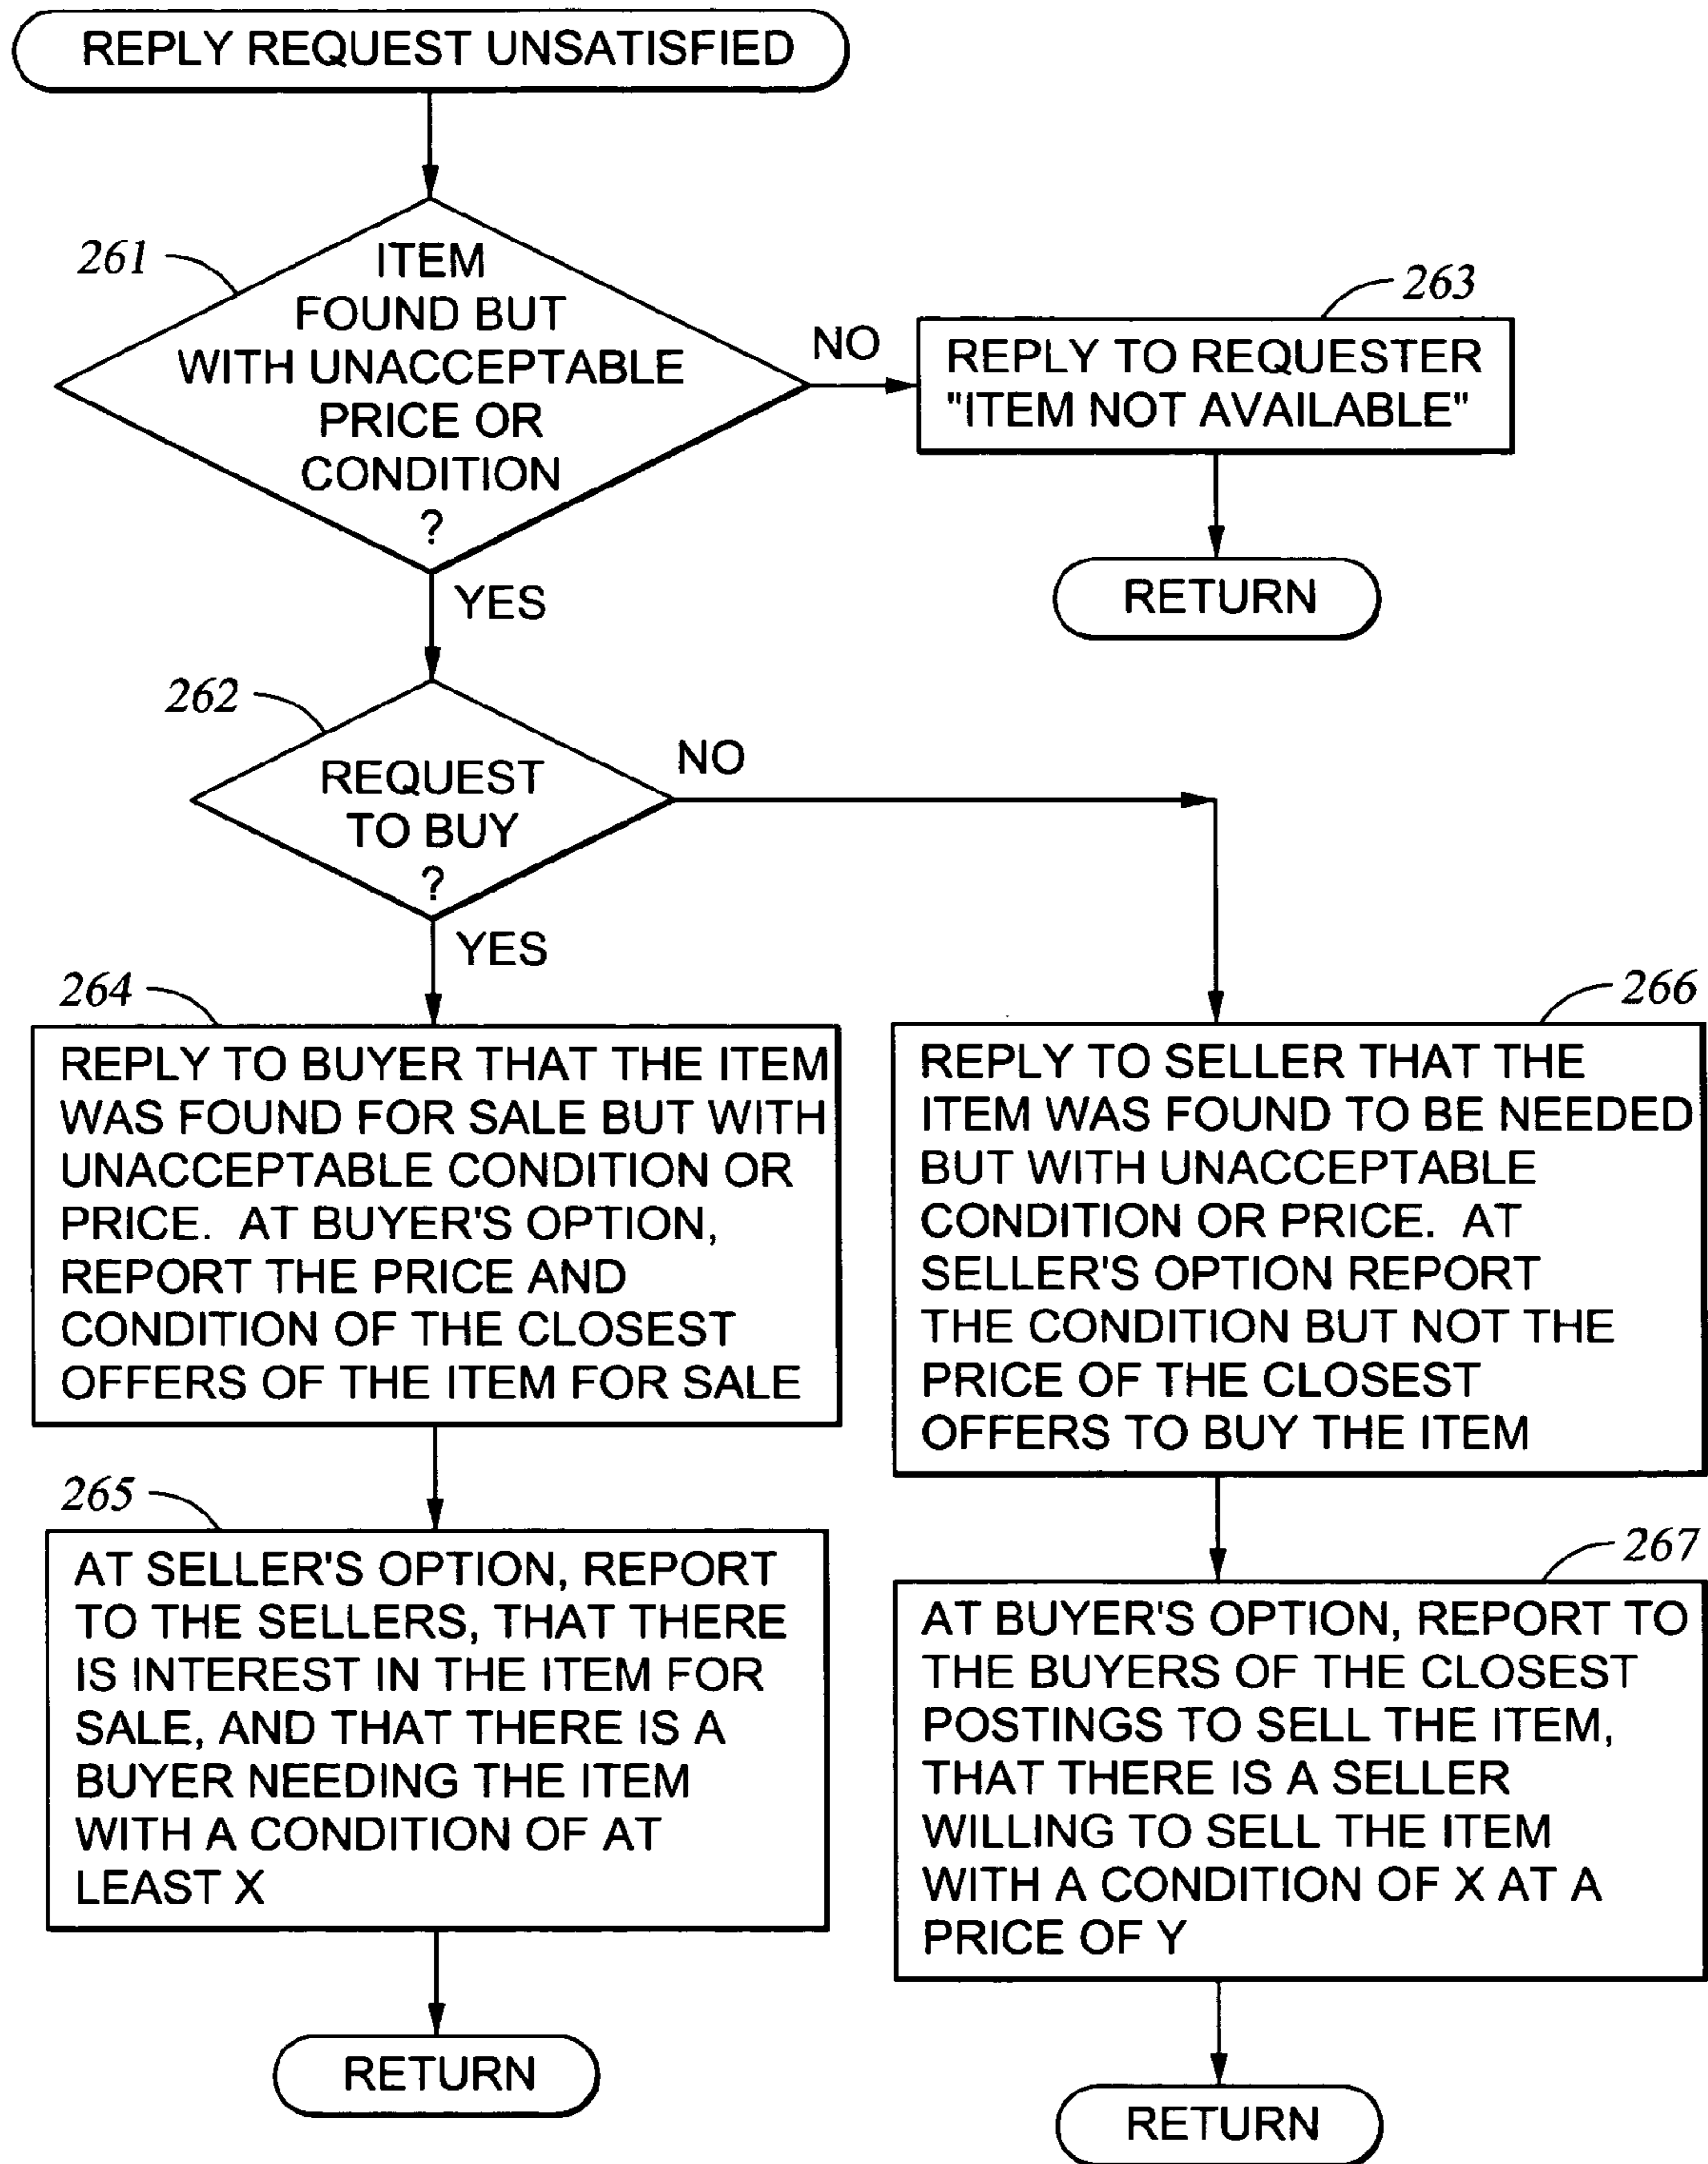 REPLY REQUEST UNSATISFIED
261
ITEM
FOUND BUT
WITH UNACCEPTABLE
PRICE OR
CONDITION
?
NO
263
REPLY TO REQUESTER
"ITEM NOT AVAILABLE"
RETURN
YES
262
REQUEST
TO BUY
?
NO
YES
264
REPLY TO BUYER THAT THE ITEM
WAS FOUND FOR SALE BUT WITH
UNACCEPTABLE CONDITION OR
PRICE. AT BUYER'S OPTION,
REPORT THE PRICE AND
CONDITION OF THE CLOSEST
OFFERS OF THE ITEM FOR SALE
265
AT SELLER'S OPTION, REPORT
TO THE SELLERS, THAT THERE
IS INTEREST IN THE ITEM FOR
SALE, AND THAT THERE IS A
BUYER NEEDING THE ITEM
WITH A CONDITION OF AT
LEAST X
RETURN
266
REPLY TO SELLER THAT THE
ITEM WAS FOUND TO BE NEEDED
BUT WITH UNACCEPTABLE
CONDITION OR PRICE. AT
SELLER'S OPTION REPORT
THE CONDITION BUT NOT THE
PRICE OF THE CLOSEST
OFFERS TO BUY THE ITEM
267
AT BUYER'S OPTION, REPORT TO
THE BUYERS OF THE CLOSEST
POSTINGS TO SELL THE ITEM,
THAT THERE IS A SELLER
WILLING TO SELL THE ITEM
WITH A CONDITION OF X AT A
PRICE OF Y
RETURN